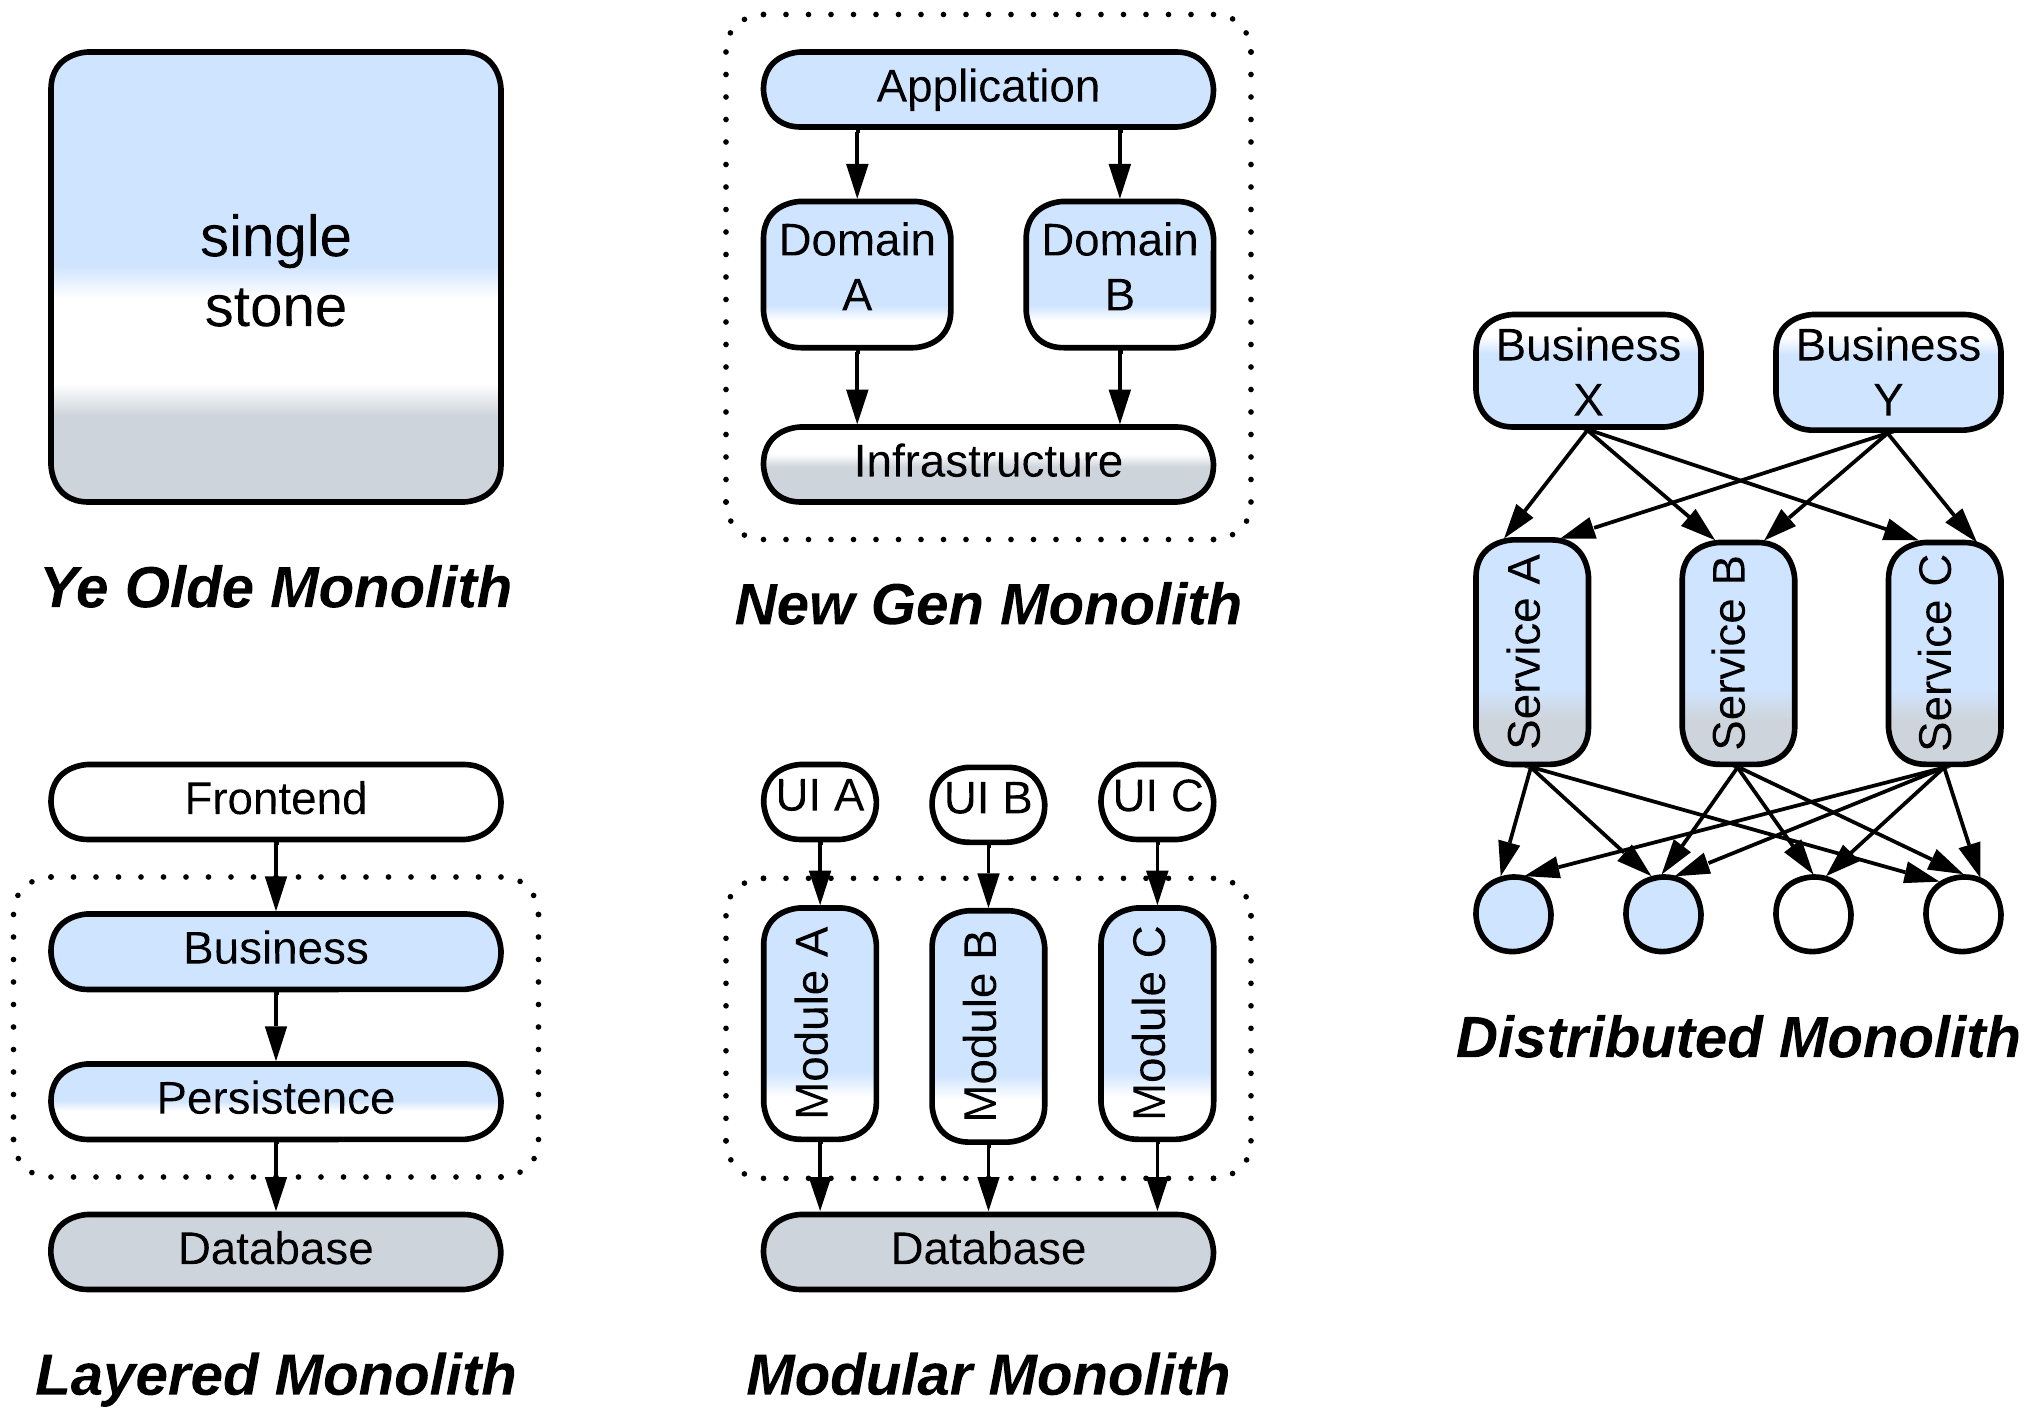 single
stone
Ye Olde Monolith
Application
Domain
A
Domain
B
Infrastructure
New Gen Monolith
Business
X
Business
Y
Service A
Service B
Service C
Distributed Monolith
Frontend
Business
Persistence
Database
Layered Monolith
UI A
UI B
UI C
Module A
Module B
Module C
Database
Modular Monolith